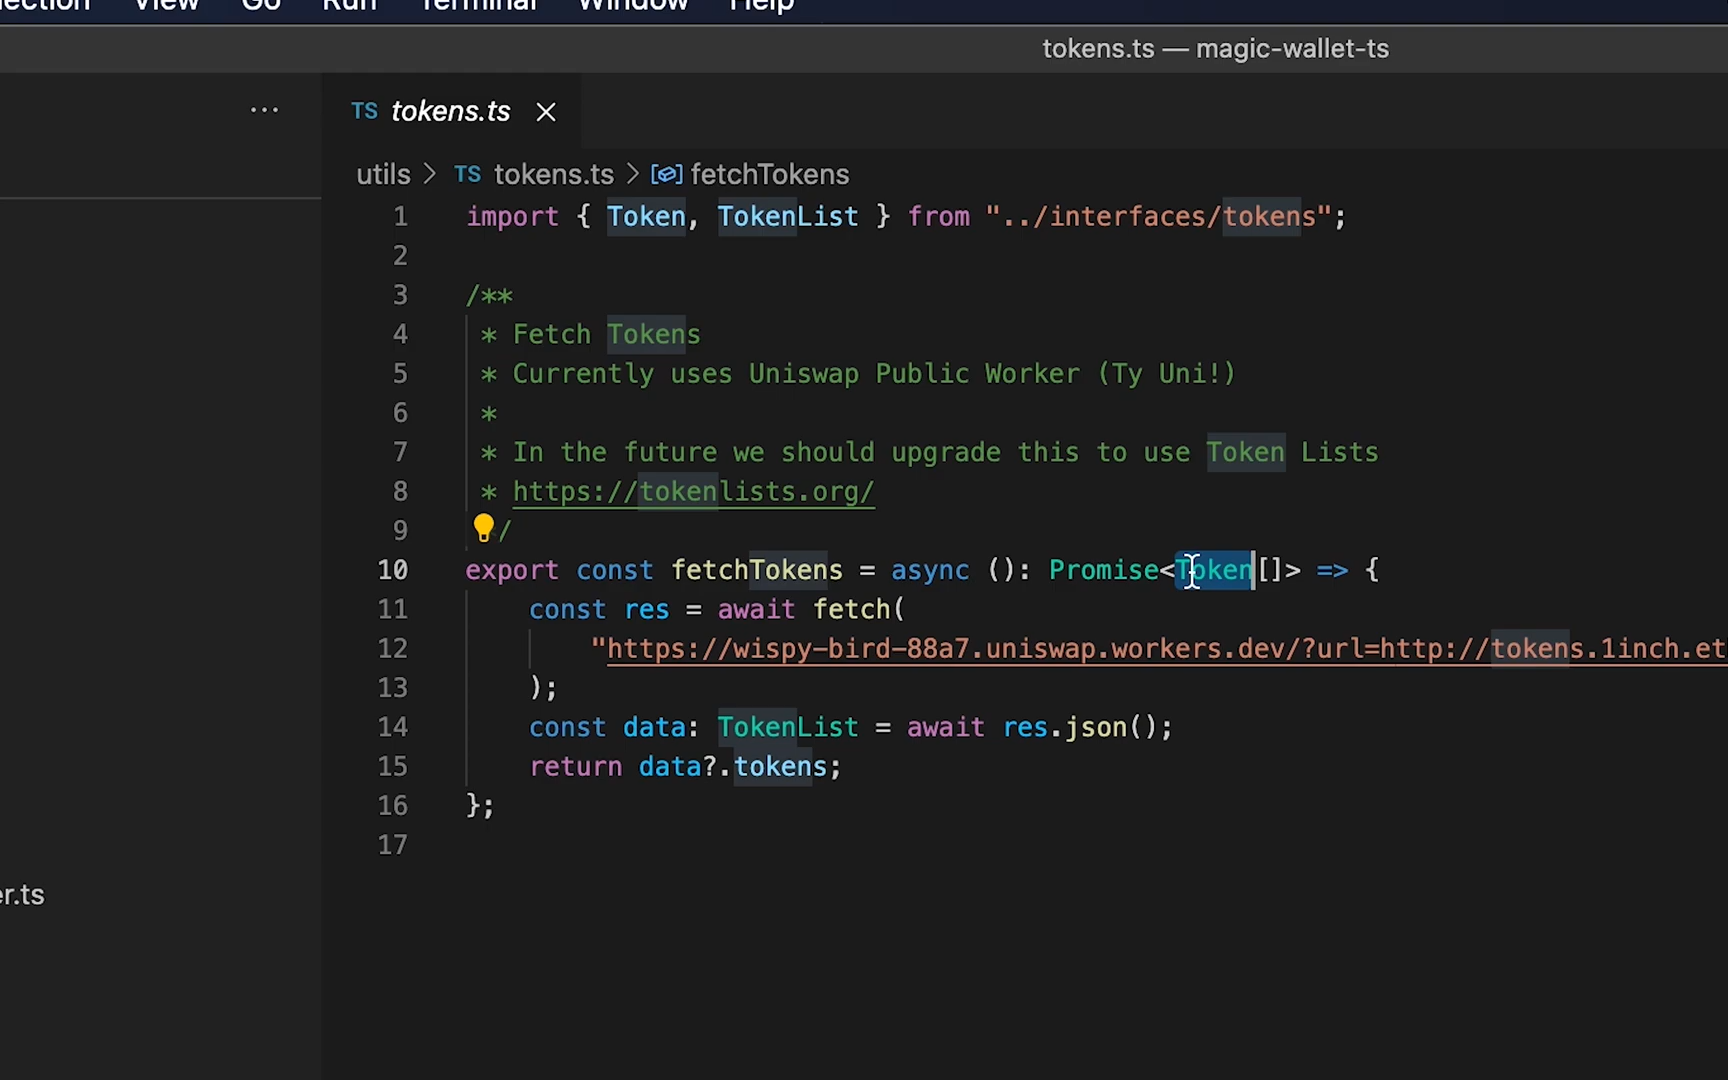 View Go Run Terminal Window Help
tokens.ts — magic-wallet-ts
TS tokens.ts
utils > TS tokens.ts > fetchTokens
1 import { Token, TokenList } from "../interfaces/tokens";
2
3 /**
4 * Fetch Tokens
5 * Currently uses Uniswap Public Worker (Ty Uni!)
6 *
7 * In the future we should upgrade this to use Token Lists
8 * https://tokenlists.org/
9 /
10 export const fetchTokens = async (): Promise<Token[]> => {
11 const res = await fetch(
12 "https://wispy-bird-88a7.uniswap.workers.dev/?url=http://tokens.1inch.et
13 );
14 const data: TokenList = await res.json();
15 return data?.tokens;
16 };
17
er.ts